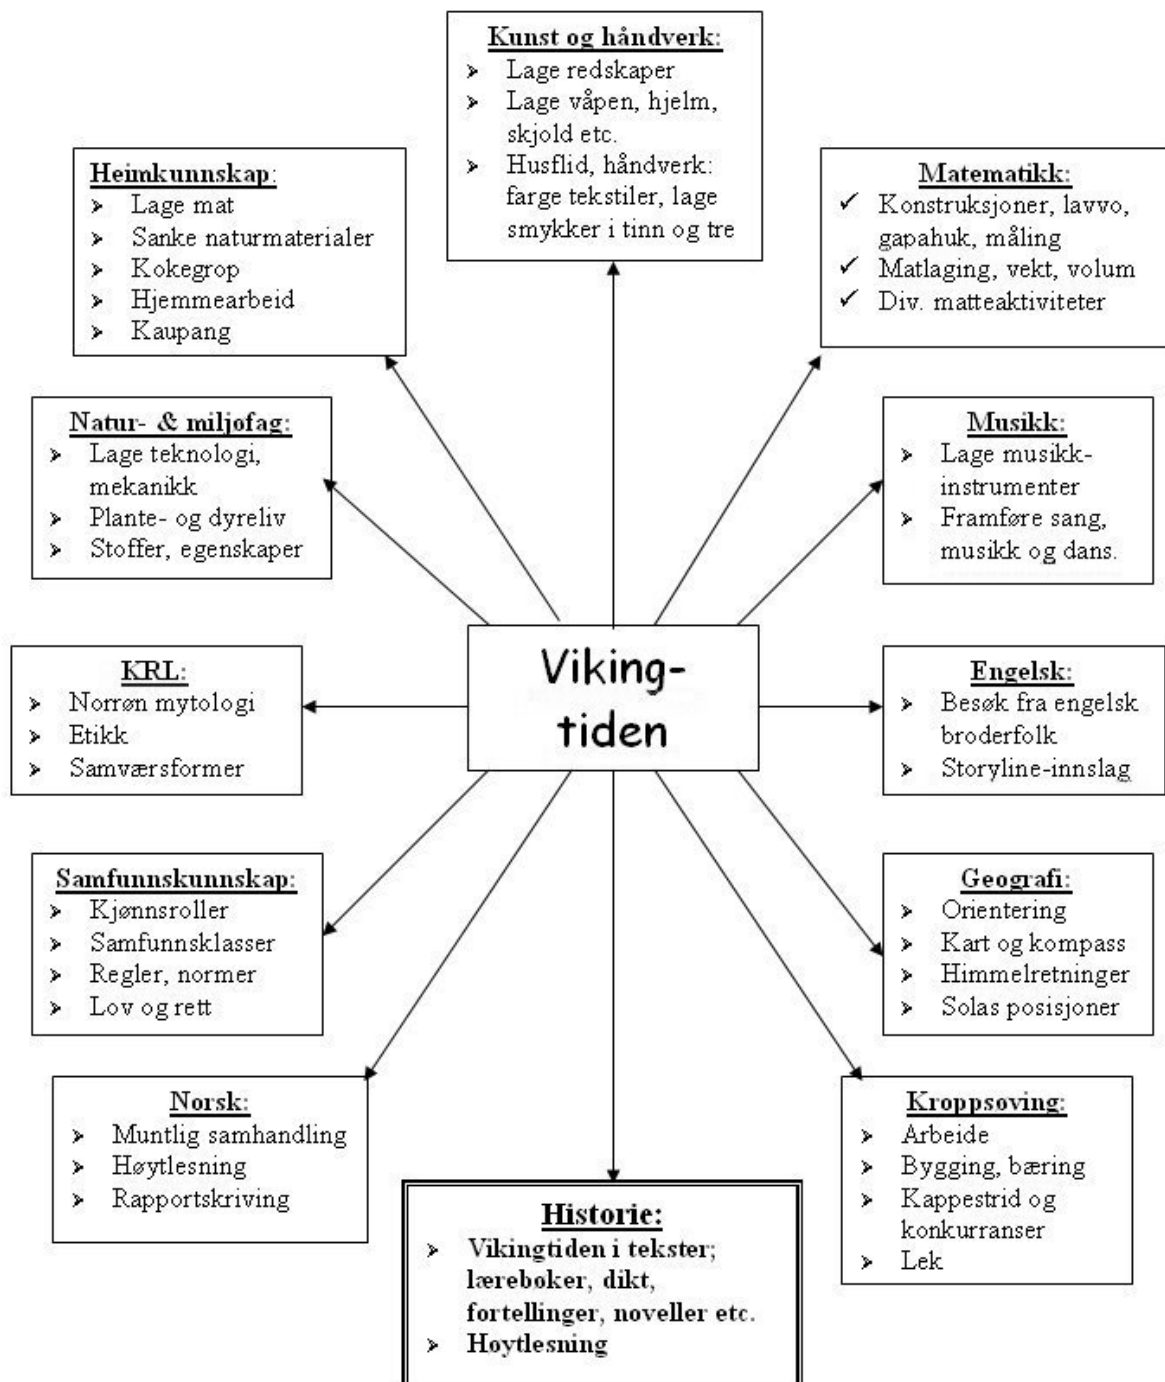 Kunst og håndverk:
➤ Lage redskaper
➤ Lage våpen, hjelm,
skjold etc.
➤ Husflid, håndverk:
farge tekstiler, lage
smykker i tinn og tre
Heimkunnskap:
➤ Lage mat
➤ Sanke naturmaterialer
➤ Kokegrop
➤ Hjemmearbeid
➤ Kaupang
Matematikk:
✓ Konstruksjoner, lavvo,
gapahuk, måling
✓ Matlaging, vekt, volum
✓ Div. matteaktiviteter
Natur- & miljøfag:
➤ Lage teknologi,
mekanikk
➤ Plante- og dyreliv
➤ Stoffer, egenskaper
Musikk:
➤ Lage musikk-
instrumenter
➤ Framføre sang,
musikk og dans.
Viking-
tiden
KRL:
➤ Norrøn mytologi
➤ Etikk
➤ Samværsformer
Engelsk:
➤ Besøk fra engelsk
broderfolk
➤ Storyline-innslag
Samfunnskunnskap:
➤ Kjønnsroller
➤ Samfunnsklasser
➤ Regler, normer
➤ Lov og rett
Geografi:
➤ Orientering
➤ Kart og kompass
➤ Himmelretninger
➤ Solas posisjoner
Norsk:
➤ Muntlig samhandling
➤ Høytlesning
➤ Rapportskriving
Kroppsøving:
➤ Arbeide
➤ Bygging, bæring
➤ Kappestrid og
konkurranser
➤ Lek
Historie:
➤ Vikingtiden i tekster;
lærebøker, dikt,
fortellinger, noveller etc.
➤ Høytlesning